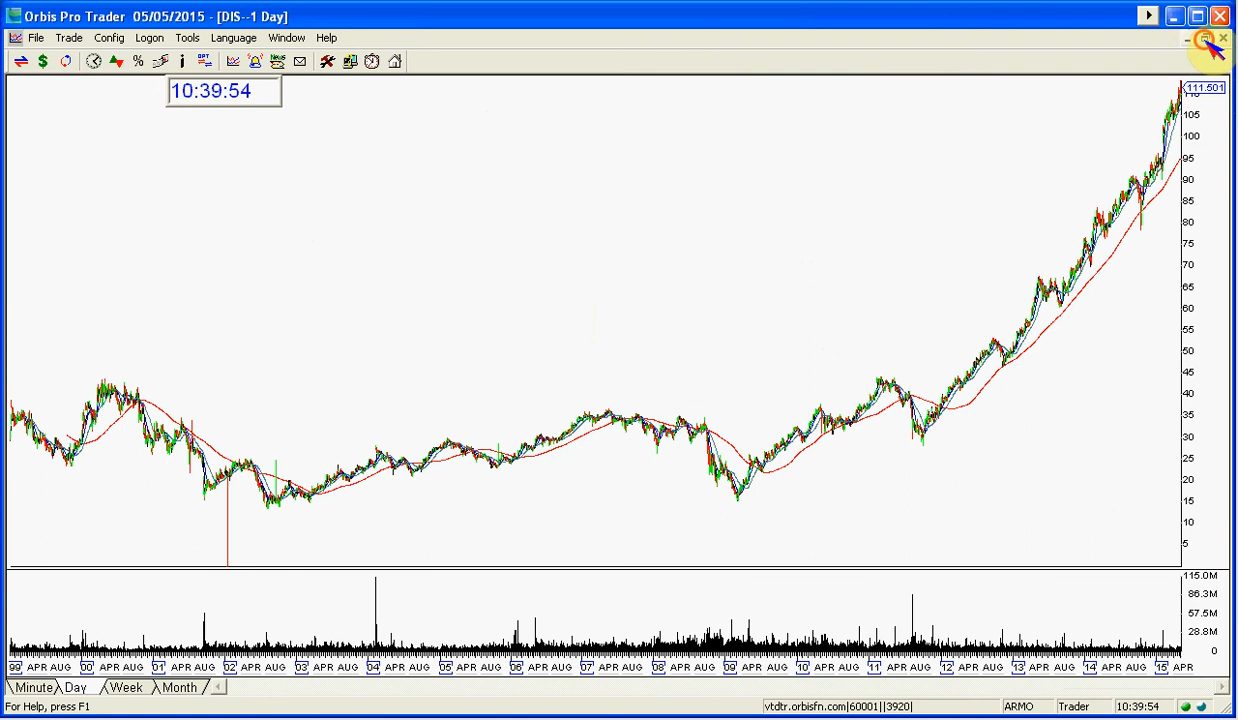 Orbis Pro Trader 05/05/2015 - [DIS--1 Day]
File Trade Config Logon Tools Language Window Help
10:39:54
111.501
110
105
100
95
90
85
80
75
70
65
60
55
50
45
40
35
30
25
20
15
10
5
115.0M
86.3M
57.5M
28.8M
0
99 APR AUG 00 APR AUG 01 APR AUG 02 APR AUG 03 APR AUG 04 APR AUG 05 APR AUG 06 APR AUG 07 APR AUG 08 APR AUG 09 APR AUG 10 APR AUG 11 APR AUG 12 APR AUG 13 APR AUG 14 APR AUG 15 APR
Minute Day Week Month
For Help, press F1 vtdtr.orbisfn.com|60001||3920| ARMO Trader 10:39:54